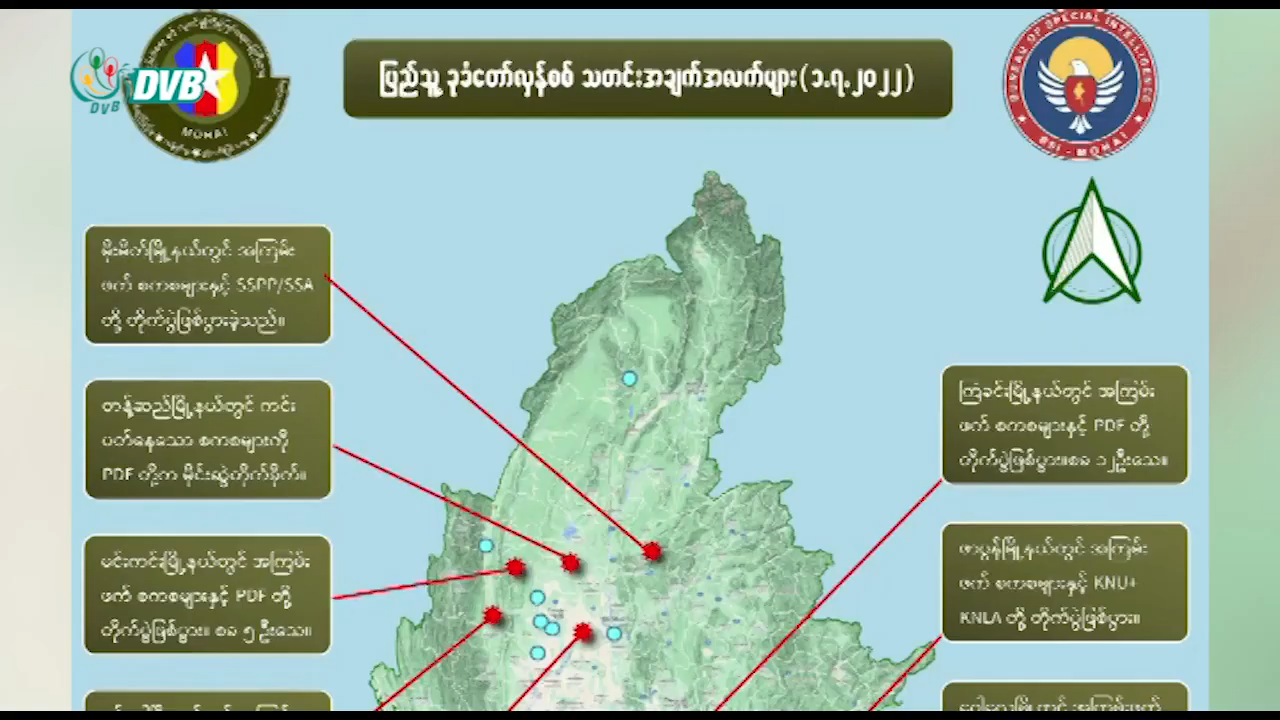 DVB
DVB
MOHAI
ပြည်သူ့ ခုခံတော်လှန်စစ် သတင်းအချက်အလက်များ(၁.၇.၂၀၂၂)
BUREAU OF SPECIAL INTELLIGENCE
BSI - MOHAI
မိုးမိတ်မြို့နယ်တွင် အကြမ်း
ဖက် စကစများနှင့် SSPP/SSA
တို့ တိုက်ပွဲဖြစ်ပွားခဲ့သည်။
တန့်ဆည်မြို့နယ်တွင် ကင်း
ပတ်နေသော စကစများကို
PDF တို့က မိုင်းဆွဲတိုက်ခိုက်။
မင်းကင်းမြို့နယ်တွင် အကြမ်း
ဖက် စကစများနှင့် PDF တို့
တိုက်ပွဲဖြစ်ပွား။ စခ ၅ ဦးသေ။
ကြံခင်းမြို့နယ်တွင် အကြမ်း
ဖက် စကစများနှင့် PDF တို့
တိုက်ပွဲဖြစ်ပွား။စခ ၁၂ဦးသေ။
ဖာပွန်မြို့နယ်တွင် အကြမ်း
ဖက် စကစများနှင့် KNU+
KNLA တို့ တိုက်ပွဲဖြစ်ပွား။